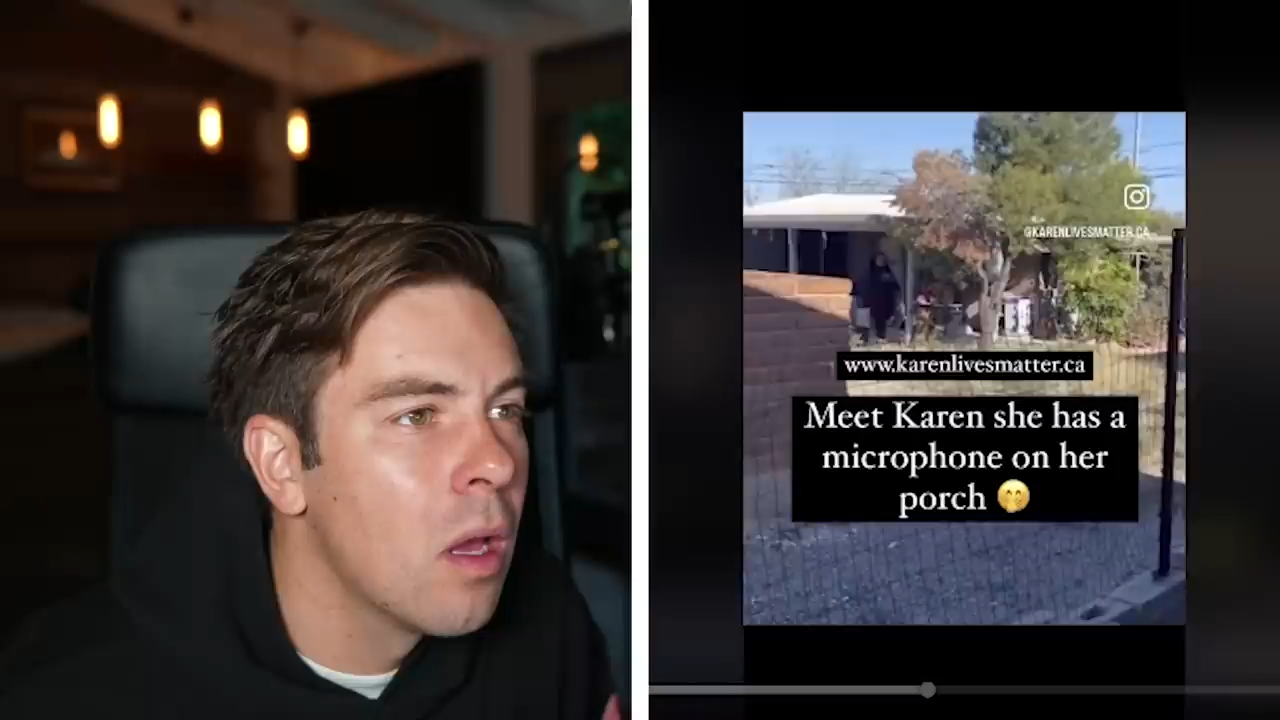 @KARENLIVESMATTER.CA
www.karenlivesmatter.ca
Meet Karen she has a
microphone on her
porch 🤭